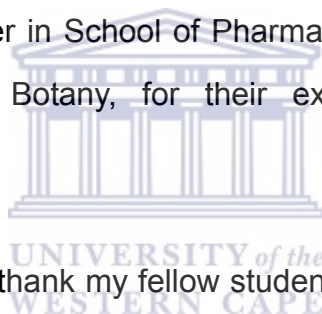 er in School of Pharma
Botany, for their ex
UNIVERSITY of the
thank my fellow studen
WESTERN CAPE